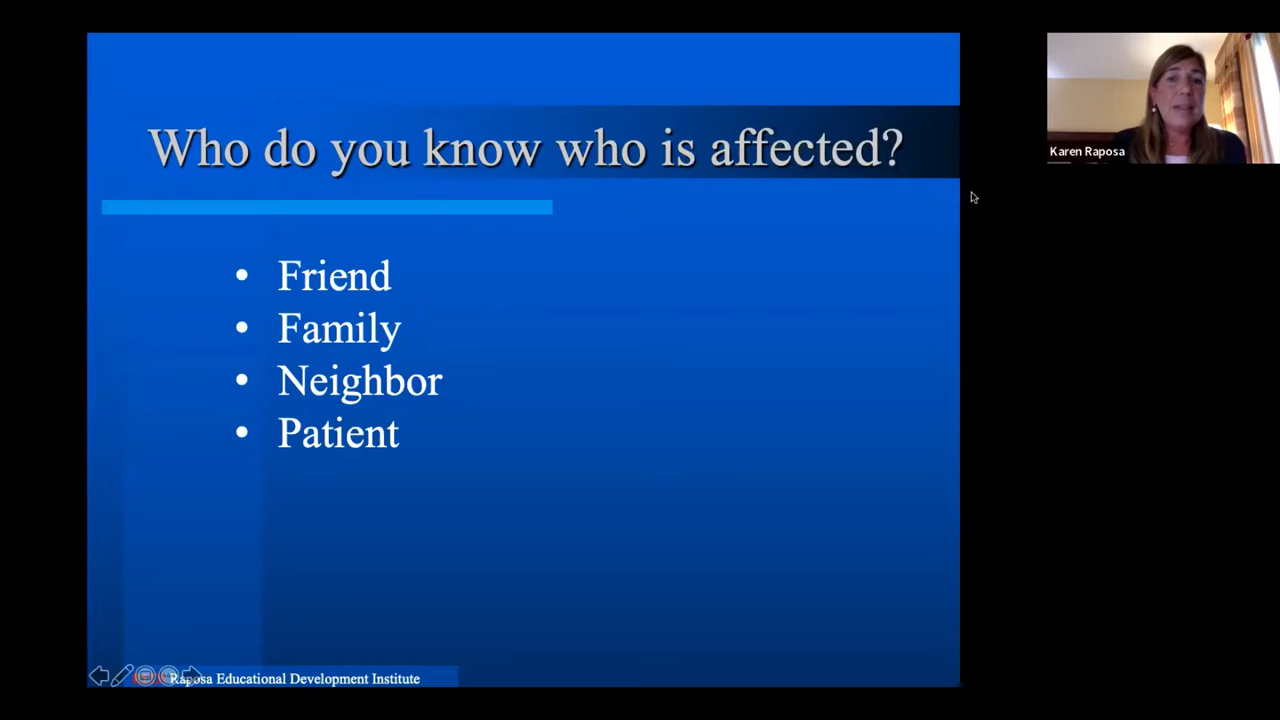 Who do you know who is affected?
• Friend
• Family
• Neighbor
• Patient
Raposa Educational Development Institute
Karen Raposa